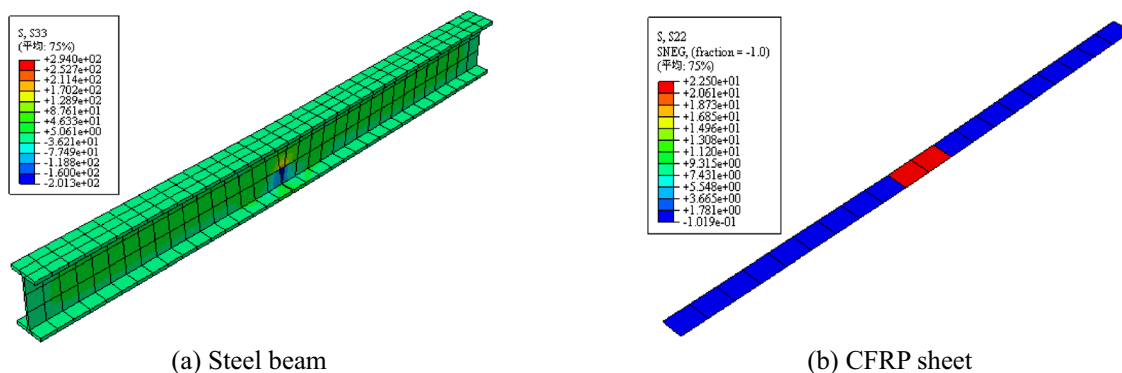 S, S33
(平均: 75%)
+2.940e+02
+2.527e+02
+2.114e+02
+1.702e+02
+1.289e+02
+8.761e+01
+4.633e+01
+5.061e+00
-3.621e+01
-7.749e+01
-1.188e+02
-1.600e+02
-2.013e+02
(a) Steel beam
S, S22
SNEG, (fraction = -1.0)
(平均: 75%)
+2.250e+01
+2.061e+01
+1.873e+01
+1.685e+01
+1.496e+01
+1.308e+01
+1.120e+01
+9.315e+00
+7.431e+00
+5.548e+00
+3.665e+00
+1.781e+00
-1.019e-01
(b) CFRP sheet